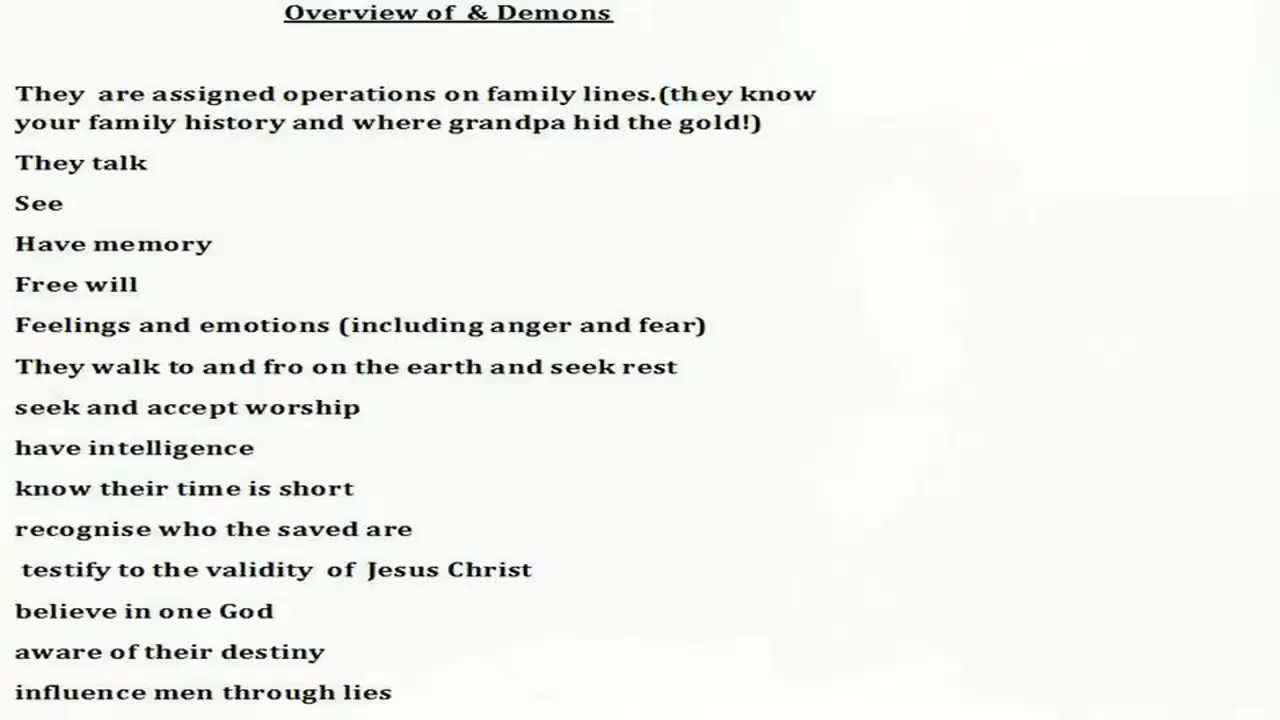 Overview of & Demons
They are assigned operations on family lines.(they know
your family history and where grandpa hid the gold!)
They talk
See
Have memory
Free will
Feelings and emotions (including anger and fear)
They walk to and fro on the earth and seek rest
seek and accept worship
have intelligence
know their time is short
recognise who the saved are
testify to the validity of Jesus Christ
believe in one God
aware of their destiny
influence men through lies